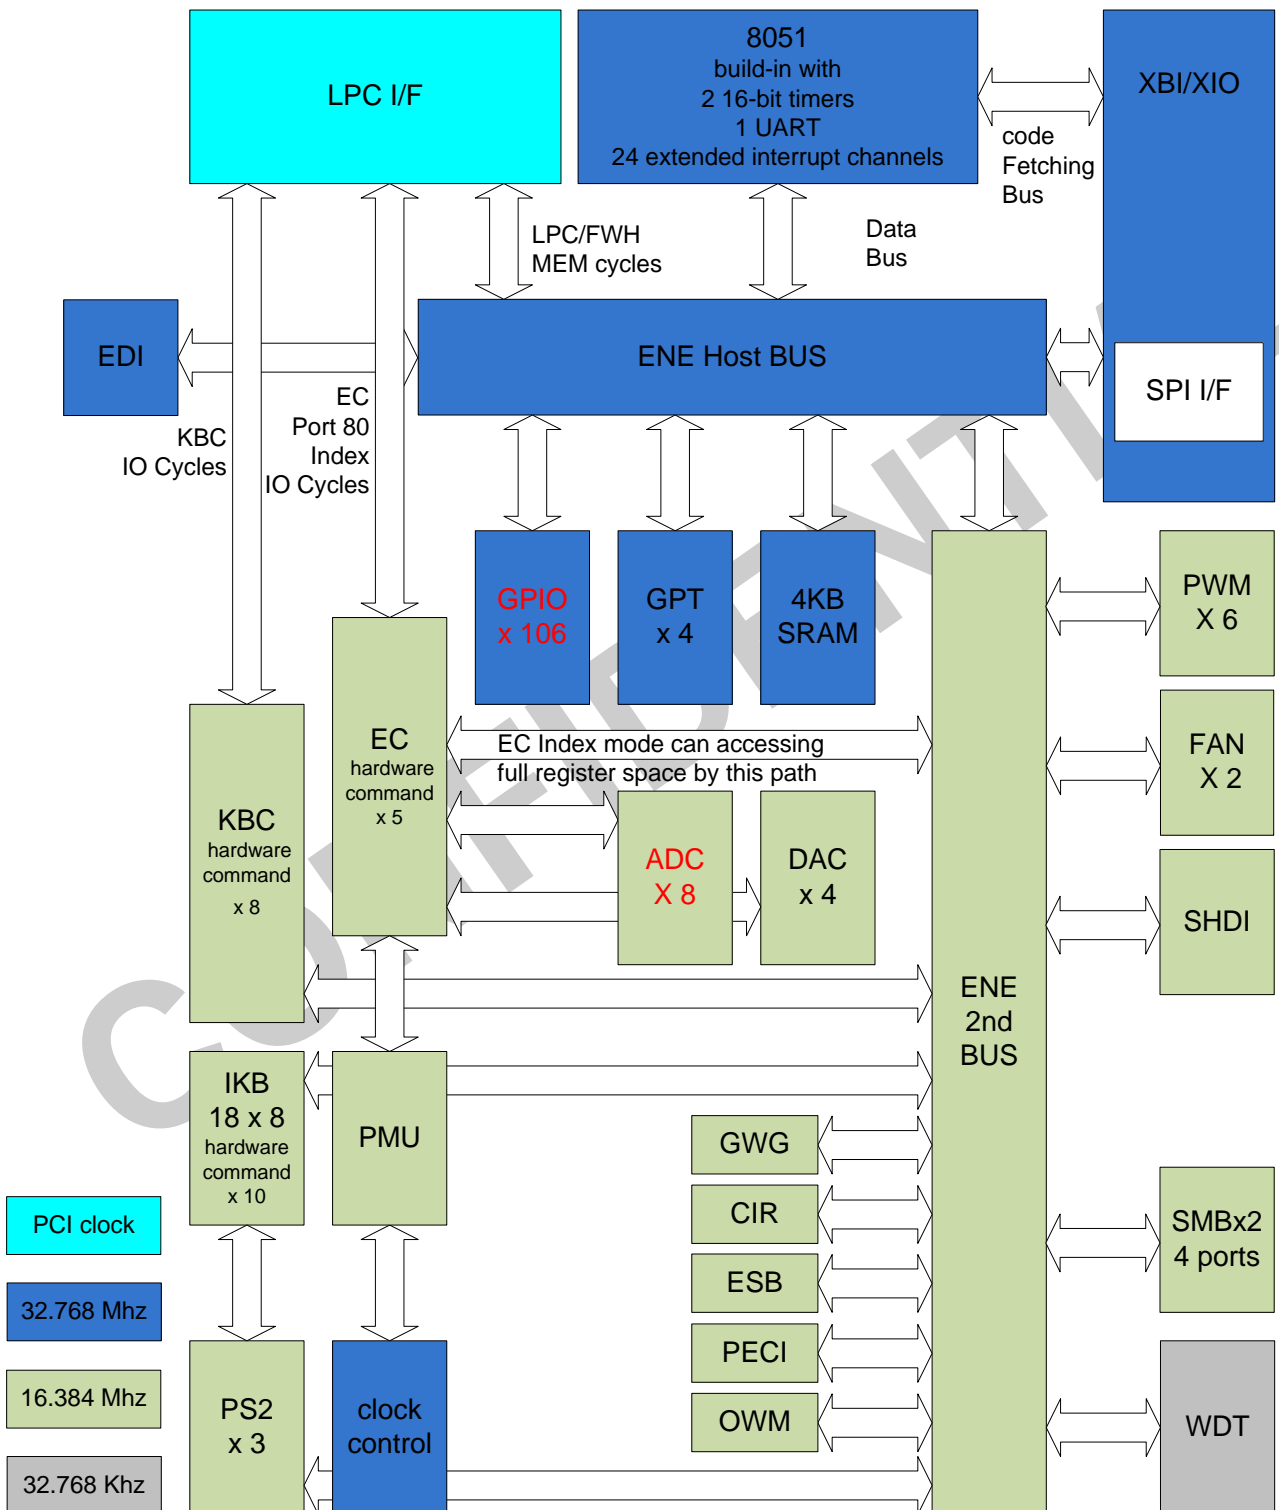 LPC I/F
8051
build-in with
2 16-bit timers
1 UART
24 extended interrupt channels
XBI/XIO
code
Fetching
Bus
LPC/FWH
MEM cycles
Data
Bus
EDI
ENE Host BUS
SPI I/F
KBC
IO Cycles
EC
Port 80
Index
IO Cycles
GPIO
x 106
GPT
x 4
4KB
SRAM
PWM
X 6
EC
hardware
command
x 5
EC Index mode can accessing
full register space by this path
FAN
X 2
KBC
hardware
command
x 8
ADC
X 8
DAC
x 4
SHDI
ENE
2nd
BUS
IKB
18 x 8
hardware
command
x 10
PMU
GWG
CIR
ESB
PECI
OWM
SMBx2
4 ports
PCI clock
32.768 Mhz
16.384 Mhz
32.768 Khz
PS2
x 3
clock
control
WDT
CONFIDENTI